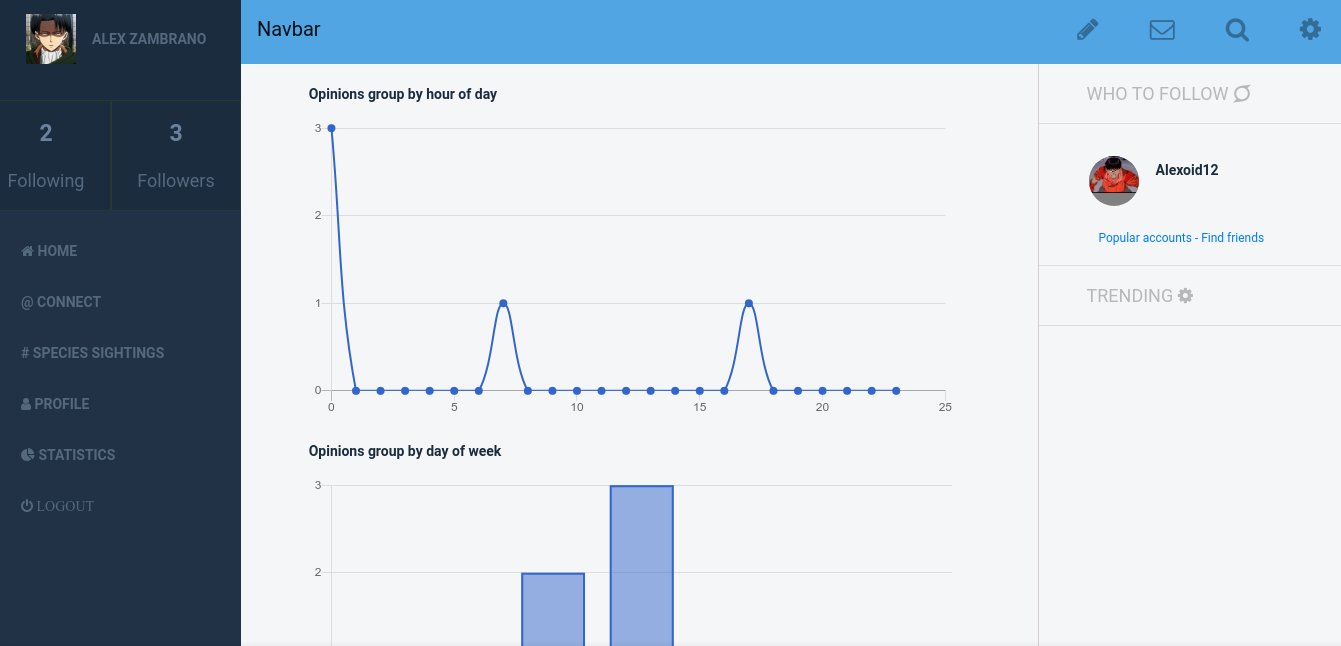 ALEX ZAMBRANO
2
3
Following
Followers
HOME
@ CONNECT
# SPECIES SIGHTINGS
PROFILE
STATISTICS
LOGOUT
Navbar
Opinions group by hour of day
3
2
1
0
0 5 10 15 20 25
Opinions group by day of week
3
2
WHO TO FOLLOW
Alexoid12
Popular accounts - Find friends
TRENDING